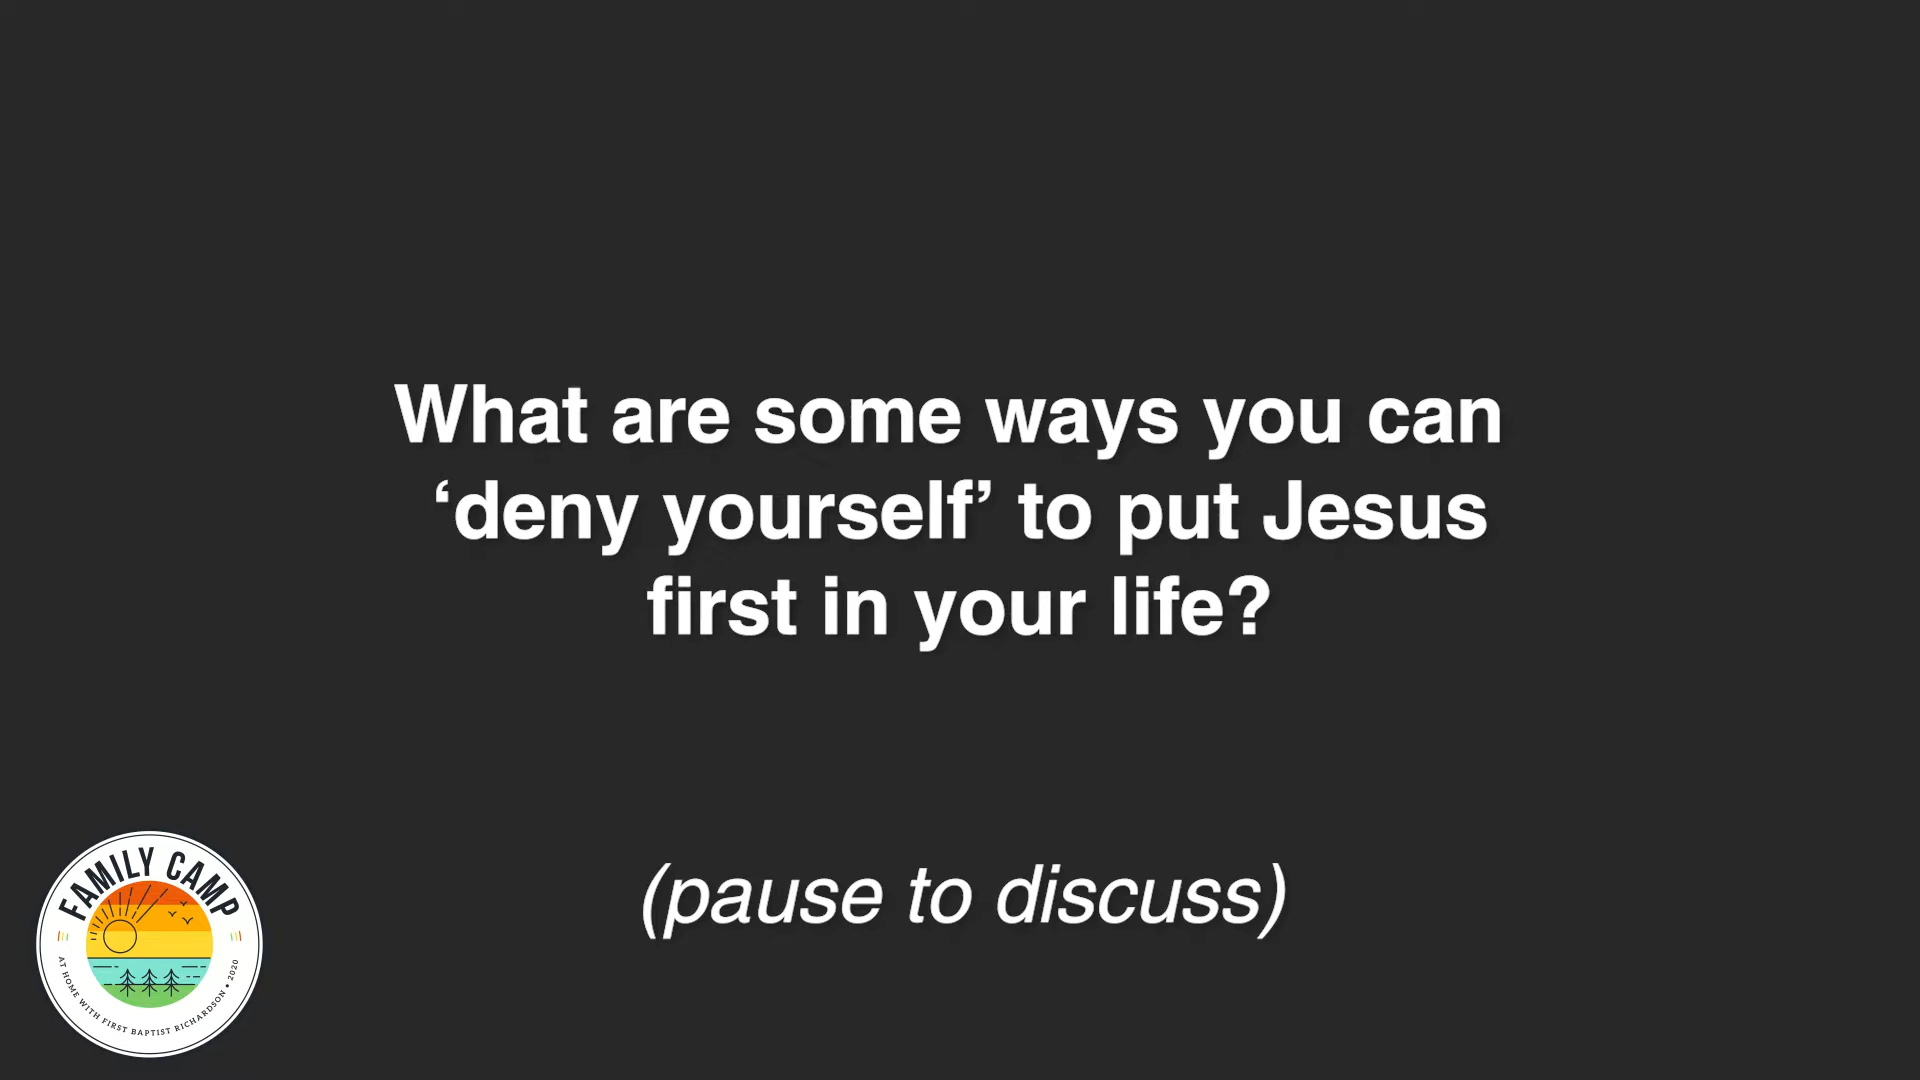 What are some ways you can
‘deny yourself’ to put Jesus
first in your life?
(pause to discuss)
FAMILY CAMP
AT HOME WITH FIRST BAPTIST RICHARDSON • 2020